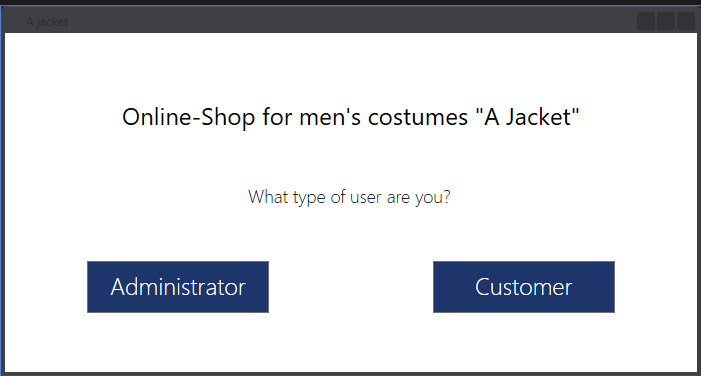 A jacket
Online-Shop for men's costumes "A Jacket"
What type of user are you?
Administrator
Customer